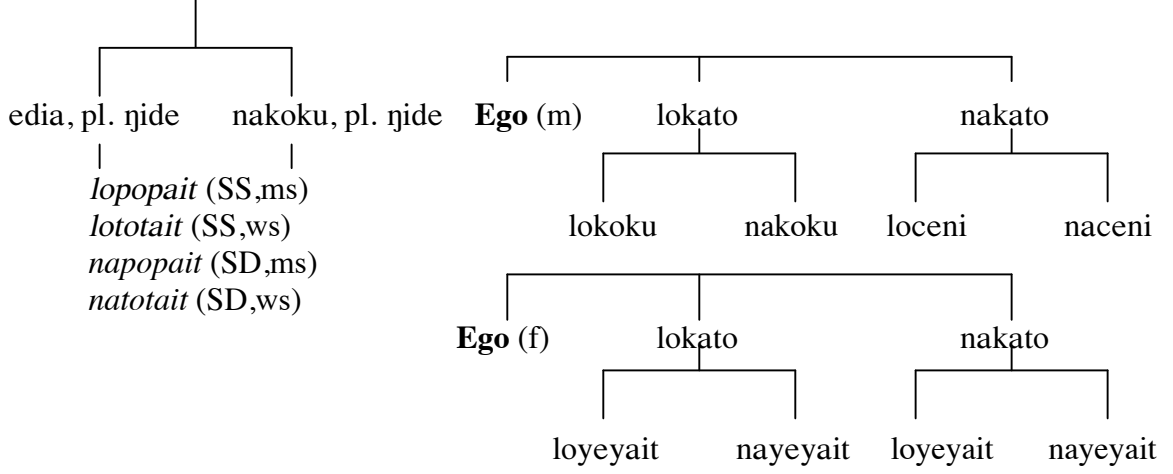 edia, pl. ŋide nakoku, pl. ŋide Ego (m) lokato nakato
lopopait (SS,ms)
lototait (SS,ws) lokoku nakoku loceni naceni
napopait (SD,ms)
natotait (SD,ws)
Ego (f) lokato nakato
loyeyait nayeyait loyeyait nayeyait